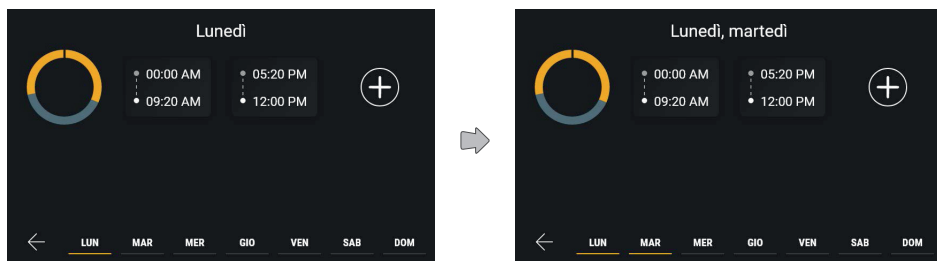 Lunedì
00:00 AM 05:20 PM
09:20 AM 12:00 PM
LUN MAR MER GIO VEN SAB DOM
Lunedì, martedì
00:00 AM 05:20 PM
09:20 AM 12:00 PM
LUN MAR MER GIO VEN SAB DOM